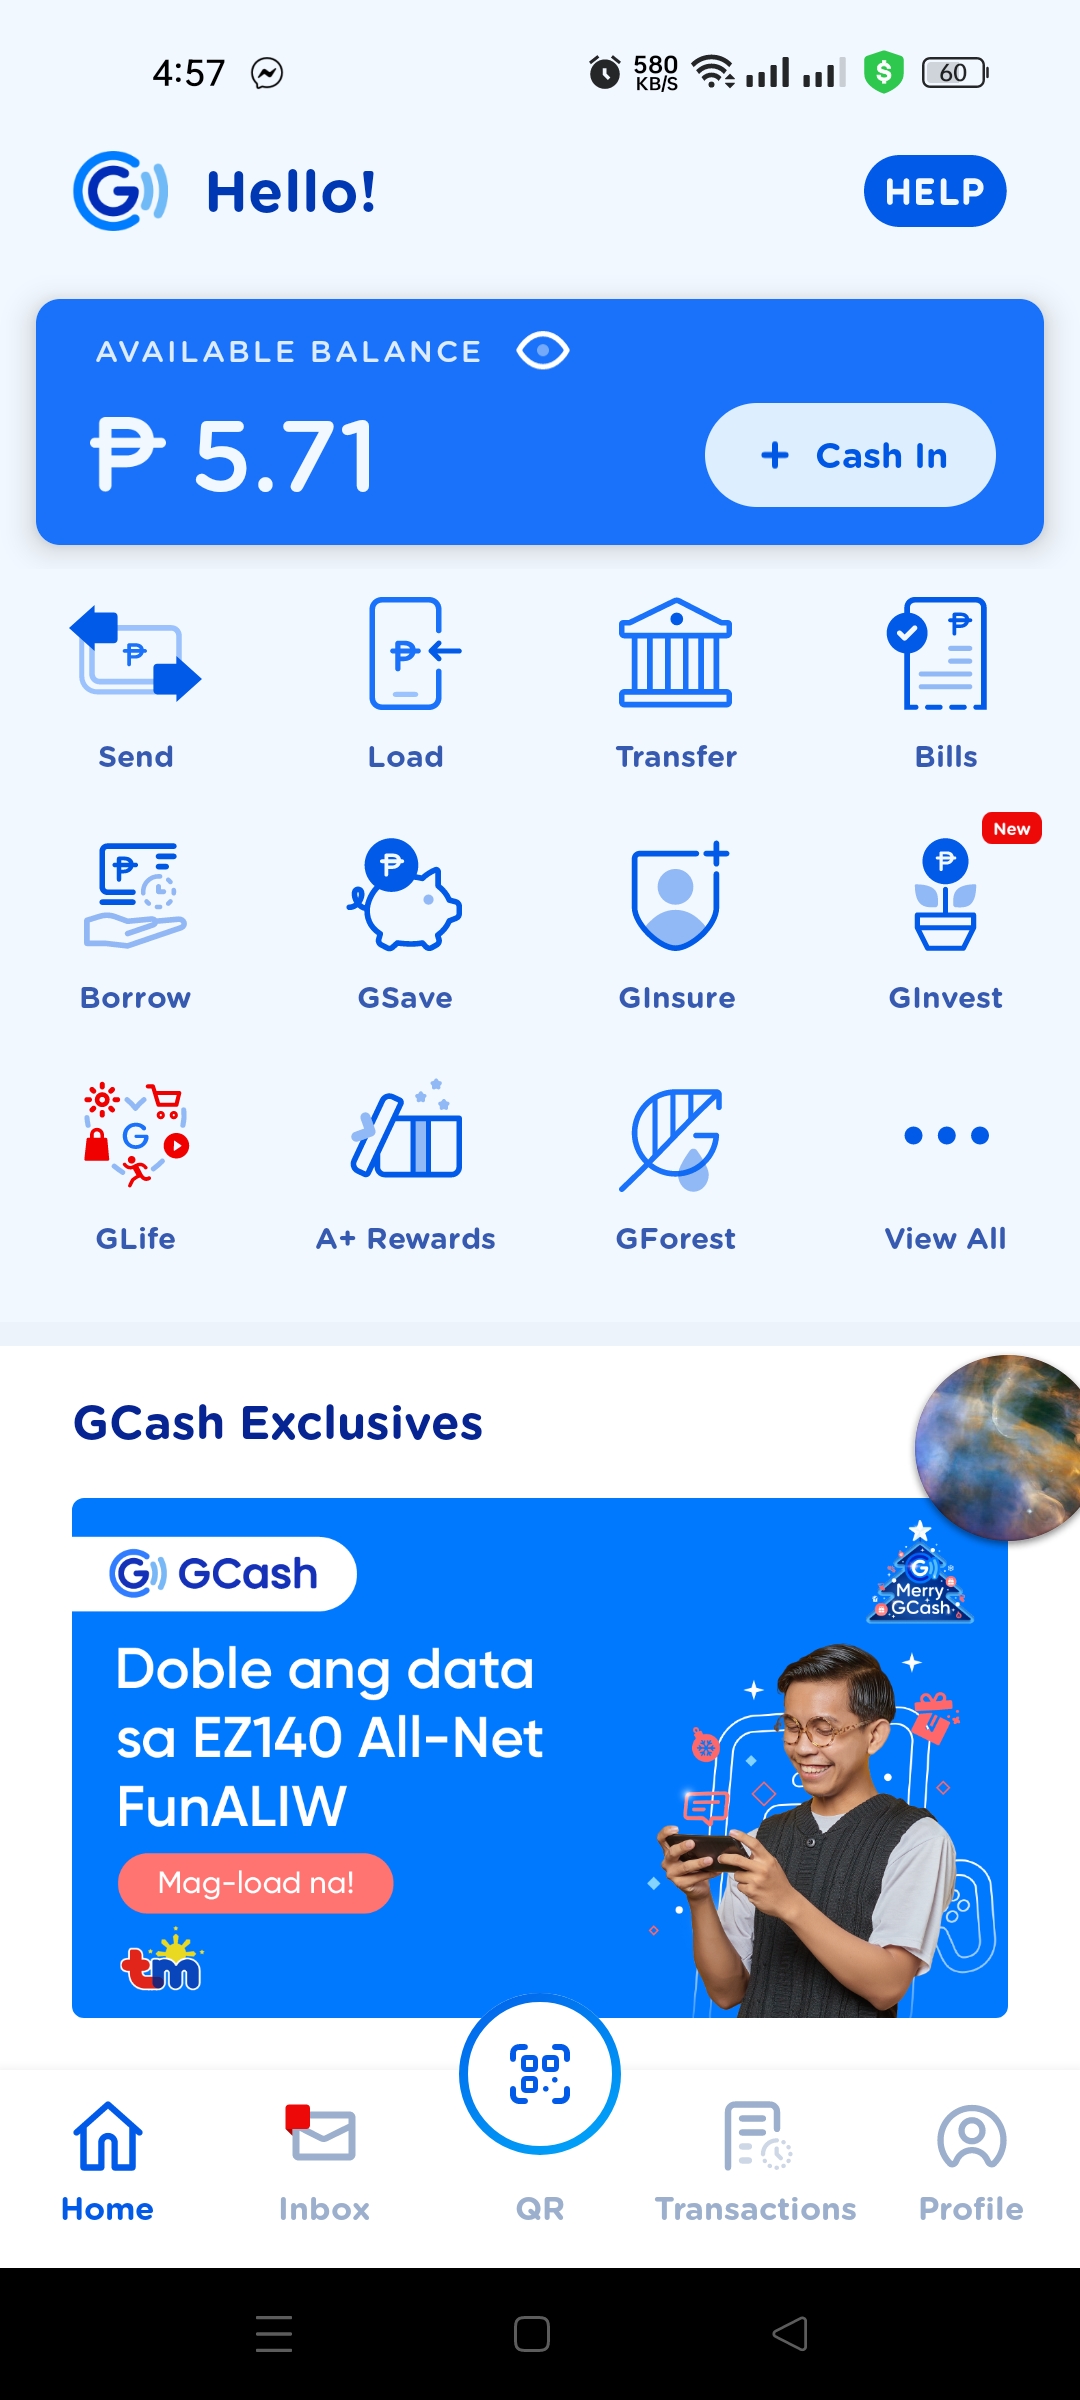 4:57
580
KB/S
60
Hello!
HELP
AVAILABLE BALANCE
₱ 5.71
+ Cash In
Send
Load
Transfer
Bills
New
Borrow
GSave
GInsure
GInvest
GLife
A+ Rewards
GForest
View All
GCash Exclusives
GCash
Merry
GCash
Doble ang data
sa EZ140 All-Net
FunALIW
Mag-load na!
tm
Home
Inbox
QR
Transactions
Profile